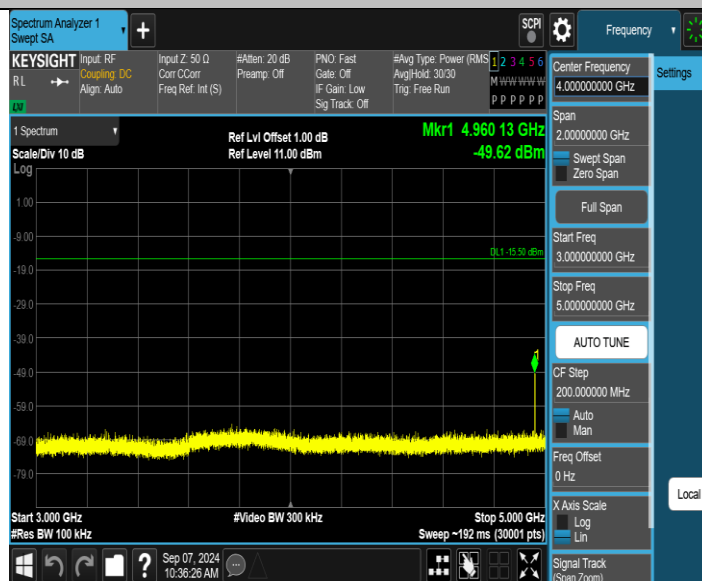 Spectrum Analyzer 1
Swept SA
+
SCPI
Frequency
KEYSIGHT
RL
Input: RF
Coupling: DC
Align: Auto
Input Z: 50 Ω
Corr CCorr
Freq Ref: Int (S)
#Atten: 20 dB
Preamp: Off
PNO: Fast
Gate: Off
IF Gain: Low
Sig Track: Off
#Avg Type: Power (RMS
Avg|Hold: 30/30
Trig: Free Run
1 2 3 4 5 6
M W W W W W
P P P P P P
1 Spectrum
Scale/Div 10 dB
Log
Ref Lvl Offset 1.00 dB
Ref Level 11.00 dBm
Mkr1 4.960 13 GHz
-49.62 dBm
1.00
-9.00
DL1 -15.50 dBm
-19.0
-29.0
-39.0
1
-49.0
-59.0
-69.0
-79.0
Start 3.000 GHz
#Res BW 100 kHz
#Video BW 300 kHz
Stop 5.000 GHz
Sweep ~192 ms (30001 pts)
?
Sep 07, 2024
10:36:26 AM
Center Frequency
4.00000000 GHz
Span
2.00000000 GHz
Swept Span
Zero Span
Full Span
Start Freq
3.000000000 GHz
Stop Freq
5.000000000 GHz
AUTO TUNE
CF Step
200.000000 MHz
Auto
Man
Freq Offset
0 Hz
X Axis Scale
Log
Lin
Signal Track
(Span Zoom)
Settings
Local